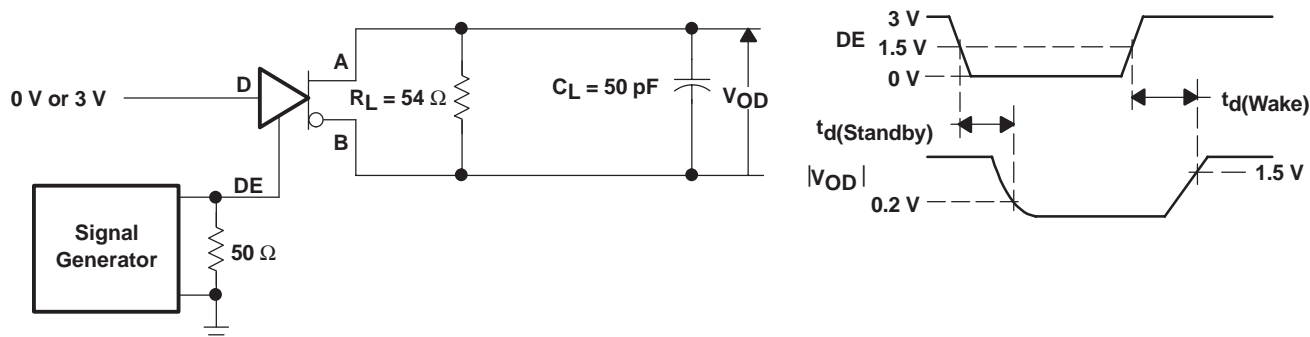 0 V or 3 V
D
A
B
R_L = 54 Ω
C_L = 50 pF
V_OD
DE
Signal
Generator
50 Ω
3 V
DE
1.5 V
0 V
t_d(Standby)
t_d(Wake)
|V_OD|
0.2 V
1.5 V